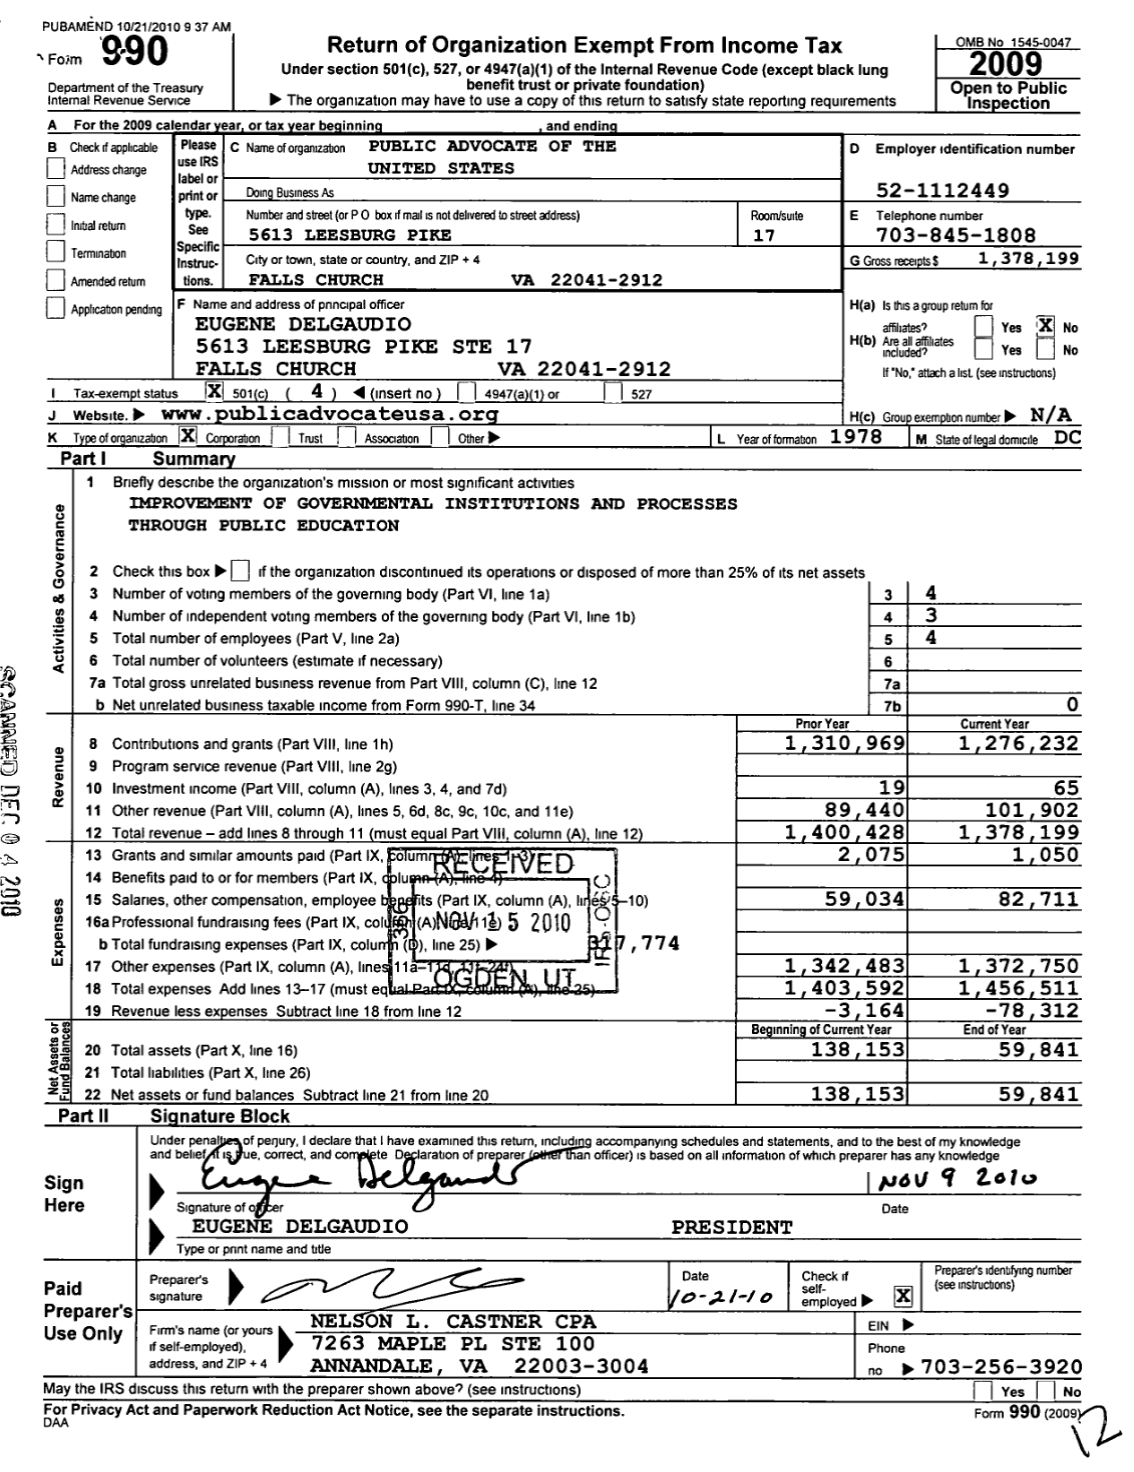 PUBAMEND 10/21/2010 9 37 AM
Form 990
Department of the Treasury
Internal Revenue Service
Return of Organization Exempt From Income Tax
Under section 501(c), 527, or 4947(a)(1) of the Internal Revenue Code (except black lung
benefit trust or private foundation)
▶ The organization may have to use a copy of this return to satisfy state reporting requirements
OMB No 1545-0047
2009
Open to Public
Inspection
A For the 2009 calendar year, or tax year beginning , and ending
B Check if applicable
Address change
Name change
Initial return
Termination
Amended return
Application pending
Please
use IRS
label or
print or
type.
See
Specific
Instruc-
tions.
C Name of organization PUBLIC ADVOCATE OF THE
UNITED STATES
Doing Business As
Number and street (or P O box if mail is not delivered to street address) Room/suite
5613 LEESBURG PIKE 17
City or town, state or country, and ZIP + 4
FALLS CHURCH VA 22041-2912
D Employer identification number
52-1112449
E Telephone number
703-845-1808
G Gross receipts $ 1,378,199
F Name and address of principal officer
EUGENE DELGAUDIO
5613 LEESBURG PIKE STE 17
FALLS CHURCH VA 22041-2912
H(a) Is this a group return for
affiliates? Yes X No
H(b) Are all affiliates
included? Yes No
If "No," attach a list. (see instructions)
I Tax-exempt status X 501(c) ( 4 ) ◀ (insert no ) 4947(a)(1) or 527
J Website. ▶ www.publicadvocateusa.org
H(c) Group exemption number ▶ N/A
K Type of organization X Corporation Trust Association Other ▶ L Year of formation 1978 M State of legal domicile DC
Part I Summary
Activities & Governance
1 Briefly describe the organization's mission or most significant activities
IMPROVEMENT OF GOVERNMENTAL INSTITUTIONS AND PROCESSES
THROUGH PUBLIC EDUCATION
2 Check this box ▶ if the organization discontinued its operations or disposed of more than 25% of its net assets
3 Number of voting members of the governing body (Part VI, line 1a) 3 4
4 Number of independent voting members of the governing body (Part VI, line 1b) 4 3
5 Total number of employees (Part V, line 2a) 5 4
6 Total number of volunteers (estimate if necessary) 6
7a Total gross unrelated business revenue from Part VIII, column (C), line 12 7a
b Net unrelated business taxable income from Form 990-T, line 34 7b 0
Prior Year Current Year
Revenue
8 Contributions and grants (Part VIII, line 1h) 1,310,969 1,276,232
9 Program service revenue (Part VIII, line 2g)
10 Investment income (Part VIII, column (A), lines 3, 4, and 7d) 19 65
11 Other revenue (Part VIII, column (A), lines 5, 6d, 8c, 9c, 10c, and 11e) 89,440 101,902
12 Total revenue – add lines 8 through 11 (must equal Part VIII, column (A), line 12) 1,400,428 1,378,199
Expenses
13 Grants and similar amounts paid (Part IX, column (A), lines 1–3) 2,075 1,050
14 Benefits paid to or for members (Part IX, column (A), line 4)
15 Salaries, other compensation, employee benefits (Part IX, column (A), lines 5–10) 59,034 82,711
16a Professional fundraising fees (Part IX, column (A), line 11e)
b Total fundraising expenses (Part IX, column (D), line 25) ▶ 317,774
17 Other expenses (Part IX, column (A), lines 11a–11d, 11f–24f) 1,342,483 1,372,750
18 Total expenses Add lines 13–17 (must equal Part IX, column (A), line 25) 1,403,592 1,456,511
19 Revenue less expenses Subtract line 18 from line 12 -3,164 -78,312
RECEIVED
NOV 15 2010
OGDEN, UT
IRS-OSC
SCANNED DEC 04 2010
Net Assets or
Fund Balances
Beginning of Current Year End of Year
20 Total assets (Part X, line 16) 138,153 59,841
21 Total liabilities (Part X, line 26)
22 Net assets or fund balances Subtract line 21 from line 20 138,153 59,841
Part II Signature Block
Under penalties of perjury, I declare that I have examined this return, including accompanying schedules and statements, and to the best of my knowledge
and belief, it is true, correct, and complete Declaration of preparer (other than officer) is based on all information of which preparer has any knowledge
Sign
Here
Eugene Delgaudio NOV 9 2010
Signature of officer Date
EUGENE DELGAUDIO PRESIDENT
Type or print name and title
Paid
Preparer's
Use Only
Preparer's
signature
Date
10-21-10
Check if
self-
employed ▶ X
Preparer's identifying number
(see instructions)
Firm's name (or yours
if self-employed),
address, and ZIP + 4
NELSON L. CASTNER CPA
7263 MAPLE PL STE 100
ANNANDALE, VA 22003-3004
EIN ▶
Phone
no ▶ 703-256-3920
May the IRS discuss this return with the preparer shown above? (see instructions) Yes No
For Privacy Act and Paperwork Reduction Act Notice, see the separate instructions.
DAA
Form 990 (2009)
12